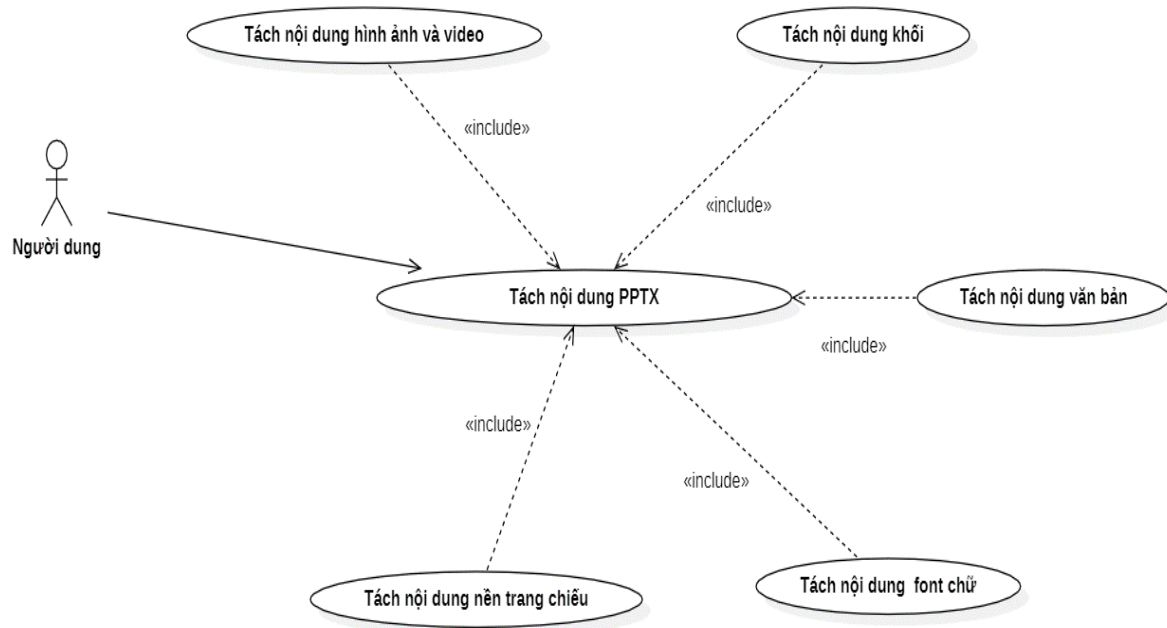 Tách nội dung hình ảnh và video
Tách nội dung khối
«include»
«include»
Người dung
Tách nội dung PPTX
Tách nội dung văn bản
«include»
«include»
«include»
Tách nội dung nền trang chiếu
Tách nội dung  font chữ